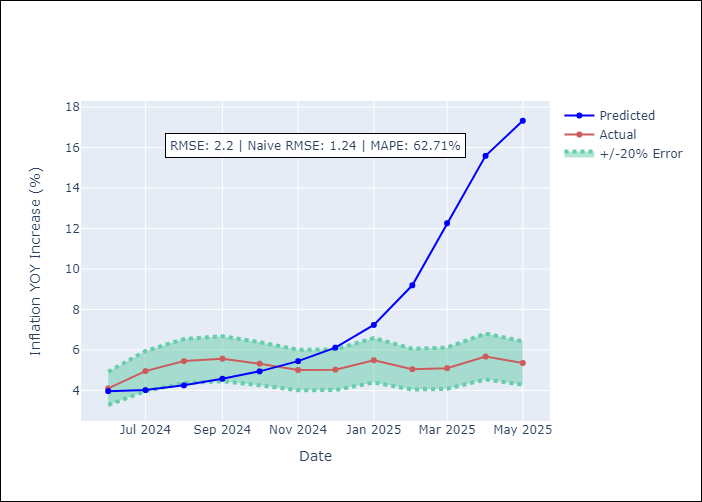 18
16
14
12
10
8
6
4
Inflation YOY Increase (%)
RMSE: 2.2 | Naive RMSE: 1.24 | MAPE: 62.71%
Predicted
Actual
+/-20% Error
Jul 2024
Sep 2024
Nov 2024
Jan 2025
Mar 2025
May 2025
Date